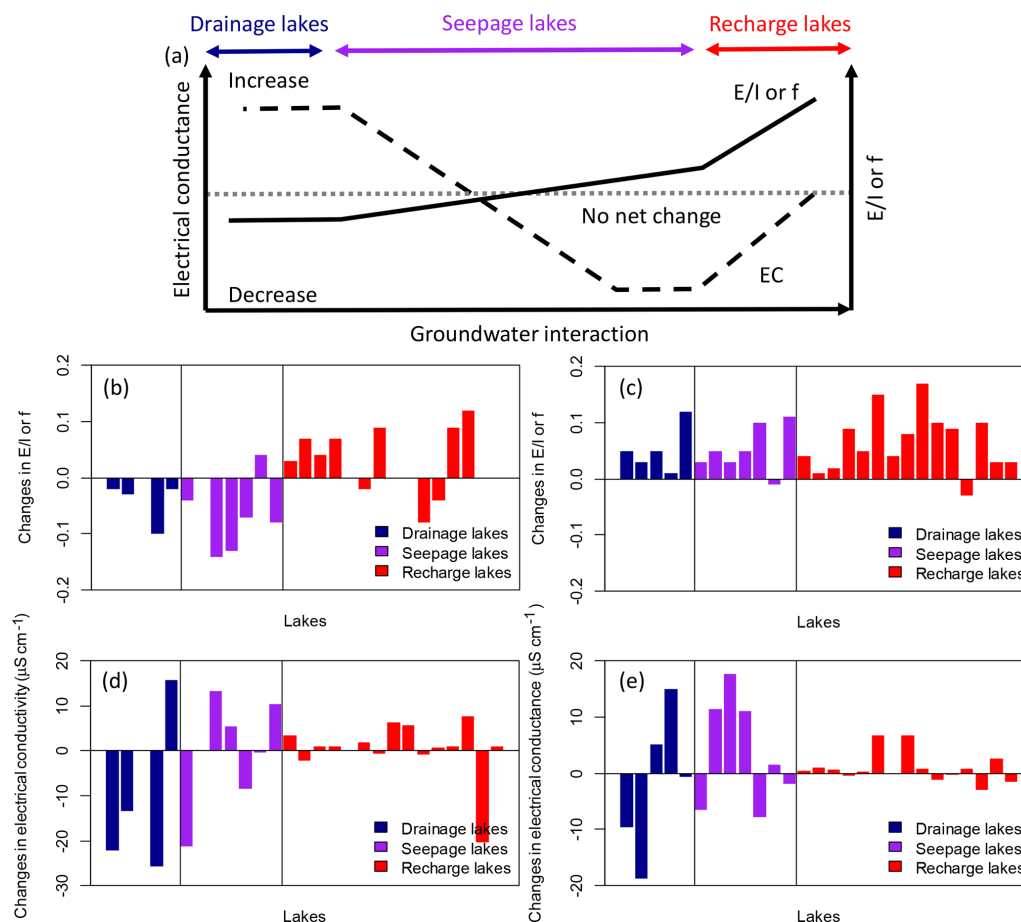 Drainage lakes Seepage lakes Recharge lakes
(a)
Increase
E/I or f
Electrical conductance
E/I or f
No net change
EC
Decrease
Groundwater interaction
(b)
Changes in E/I or f
0.2
0.1
0.0
-0.1
-0.2
Drainage lakes
Seepage lakes
Recharge lakes
Lakes
(c)
Changes in E/I or f
0.2
0.1
0.0
-0.1
-0.2
Drainage lakes
Seepage lakes
Recharge lakes
Lakes
(d)
Changes in electrical conductivity (µS cm⁻¹)
20
10
0
-10
-20
-30
Drainage lakes
Seepage lakes
Recharge lakes
Lakes
(e)
Changes in electrical conductance (µS cm⁻¹)
20
10
0
-10
-20
Drainage lakes
Seepage lakes
Recharge lakes
Lakes